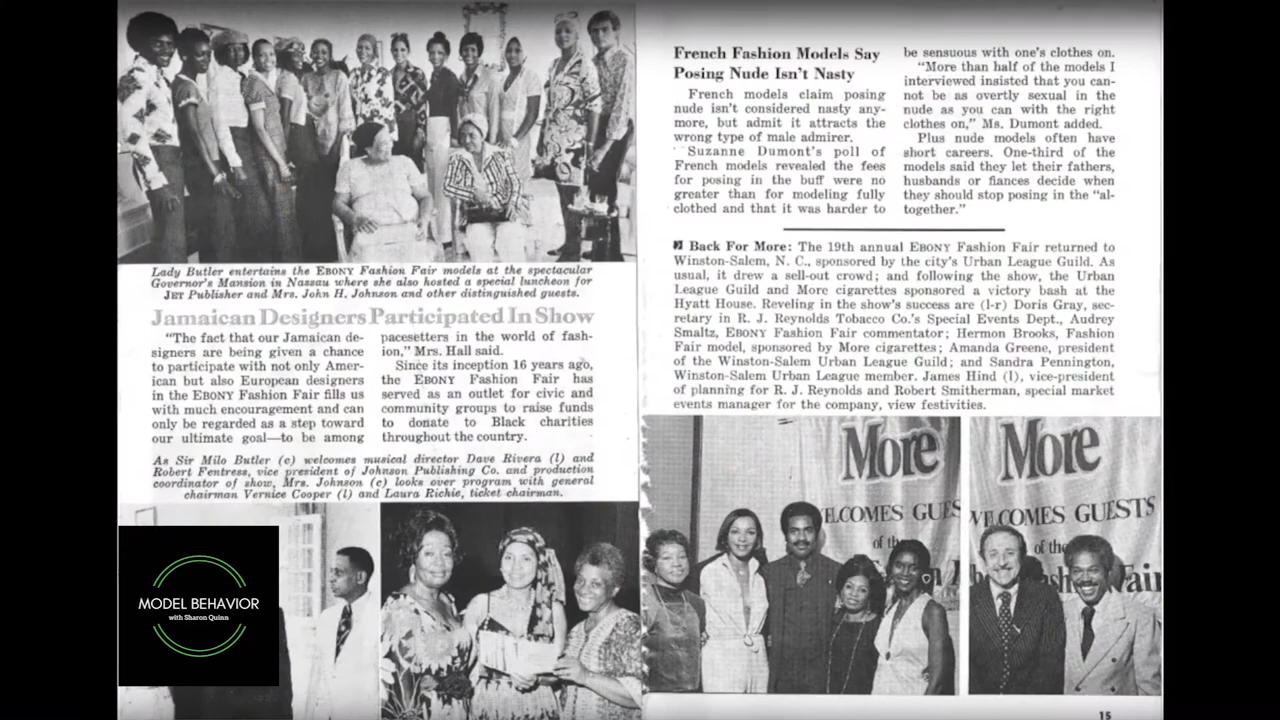 Lady Butler entertains the EBONY Fashion Fair models at the spectacular
Governor's Mansion in Nassau where she also hosted a special luncheon for
JET Publisher and Mrs. John H. Johnson and other distinguished guests.
Jamaican Designers Participated In Show
"The fact that our Jamaican de-
signers are being given a chance
to participate with not only Amer-
ican but also European designers
in the EBONY Fashion Fair fills us
with much encouragement and can
only be regarded as a step toward
our ultimate goal—to be among
pacesetters in the world of fash-
ion," Mrs. Hall said.
Since its inception 16 years ago,
the EBONY Fashion Fair has
served as an outlet for civic and
community groups to raise funds
to donate to Black charities
throughout the country.
As Sir Milo Butler (c) welcomes musical director Dave Rivera (l) and
Robert Fentress, vice president of Johnson Publishing Co. and production
coordinator of show, Mrs. Johnson (c) looks over program with general
chairman Vernice Cooper (l) and Laura Richie, ticket chairman.
MODEL BEHAVIOR
with Sharon Quinn
French Fashion Models Say
Posing Nude Isn't Nasty
French models claim posing
nude isn't considered nasty any-
more, but admit it attracts the
wrong type of male admirer.
Suzanne Dumont's poll of
French models revealed the fees
for posing in the buff were no
greater than for modeling fully
clothed and that it was harder to
be sensuous with one's clothes on.
"More than half of the models I
interviewed insisted that you can-
not be as overtly sexual in the
nude as you can with the right
clothes on," Ms. Dumont added.
Plus nude models often have
short careers. One-third of the
models said they let their fathers,
husbands or fiances decide when
they should stop posing in the "al-
together."
Back For More: The 19th annual EBONY Fashion Fair returned to
Winston-Salem, N. C., sponsored by the city's Urban League Guild. As
usual, it drew a sell-out crowd; and following the show, the Urban
League Guild and More cigarettes sponsored a victory bash at the
Hyatt House. Reveling in the show's success are (l-r) Doris Gray, sec-
retary in R. J. Reynolds Tobacco Co.'s Special Events Dept., Audrey
Smaltz, EBONY Fashion Fair commentator; Hermon Brooks, Fashion
Fair model, sponsored by More cigarettes; Amanda Greene, president
of the Winston-Salem Urban League Guild; and Sandra Pennington,
Winston-Salem Urban League member. James Hind (l), vice-president
of planning for R. J. Reynolds and Robert Smitherman, special market
events manager for the company, view festivities.
More
ELCOMES GUES
of th
More
WELCOMES GUESTS
of the
Fair
15